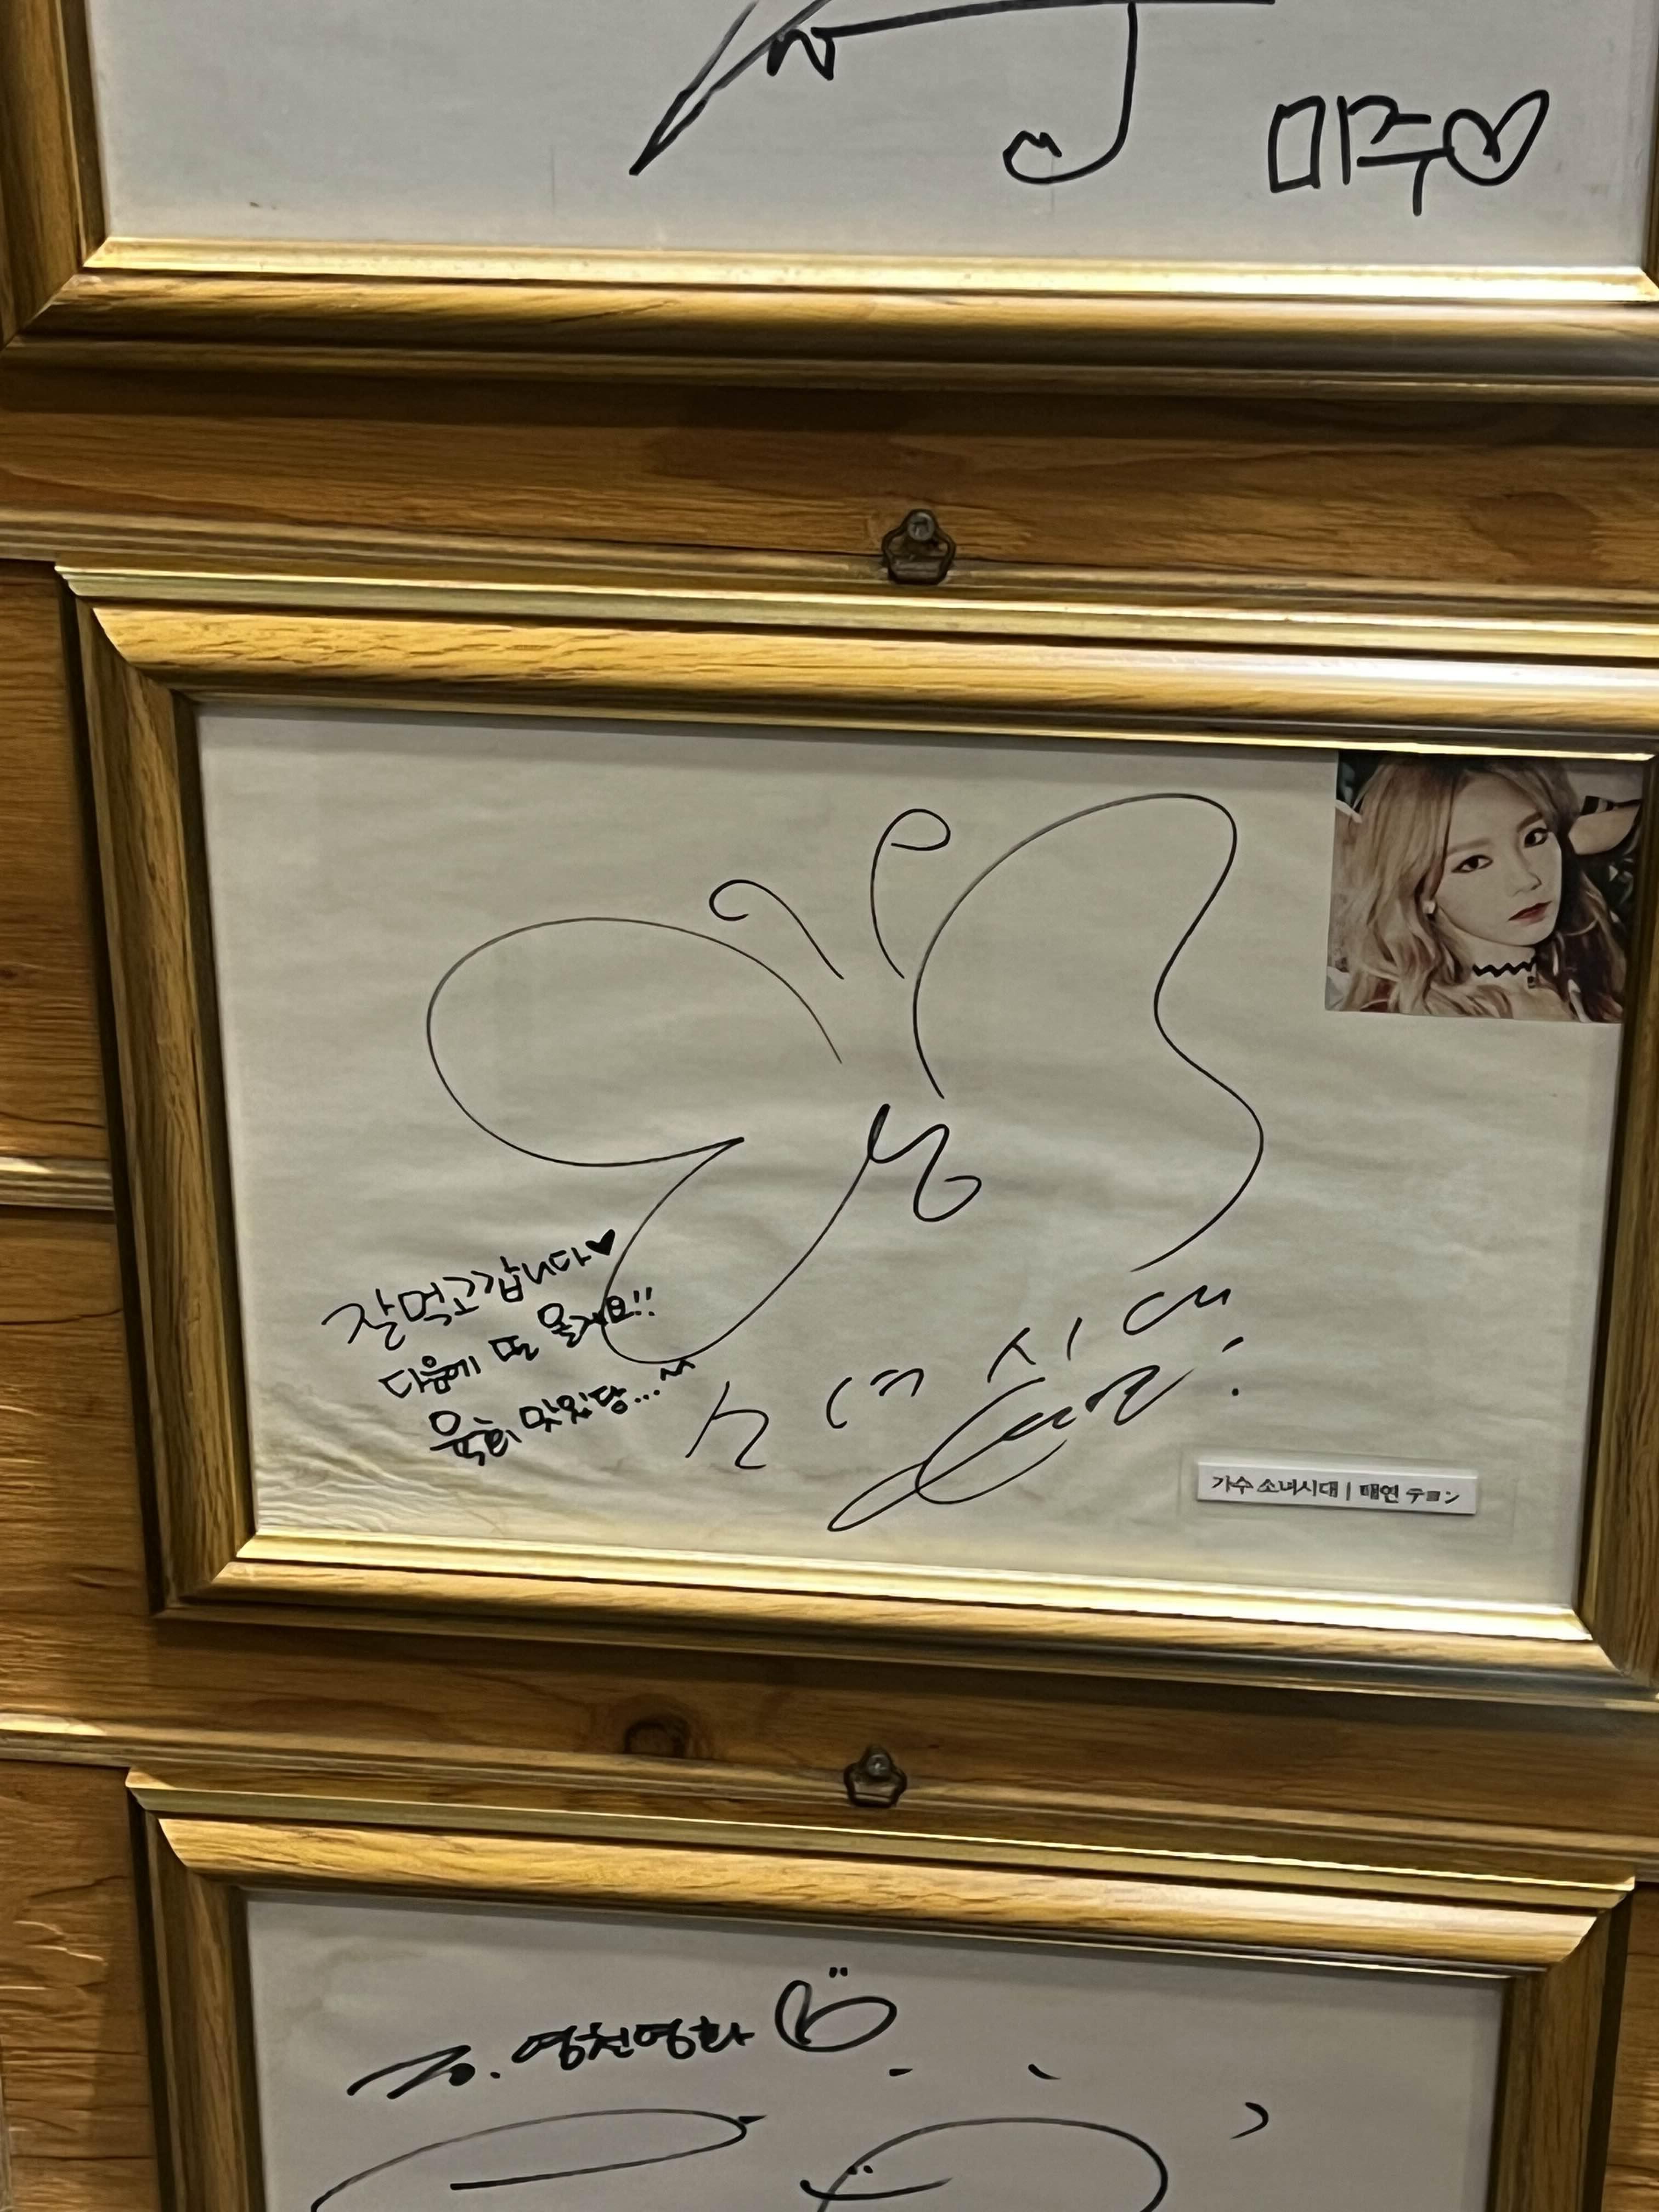 미주♡
잘먹고갑니다♥
다음에 또 올게요!!
육회 맛있당...^^
소녀시대
가수 소녀시대 | 태연 テヨン
To. 영천영화